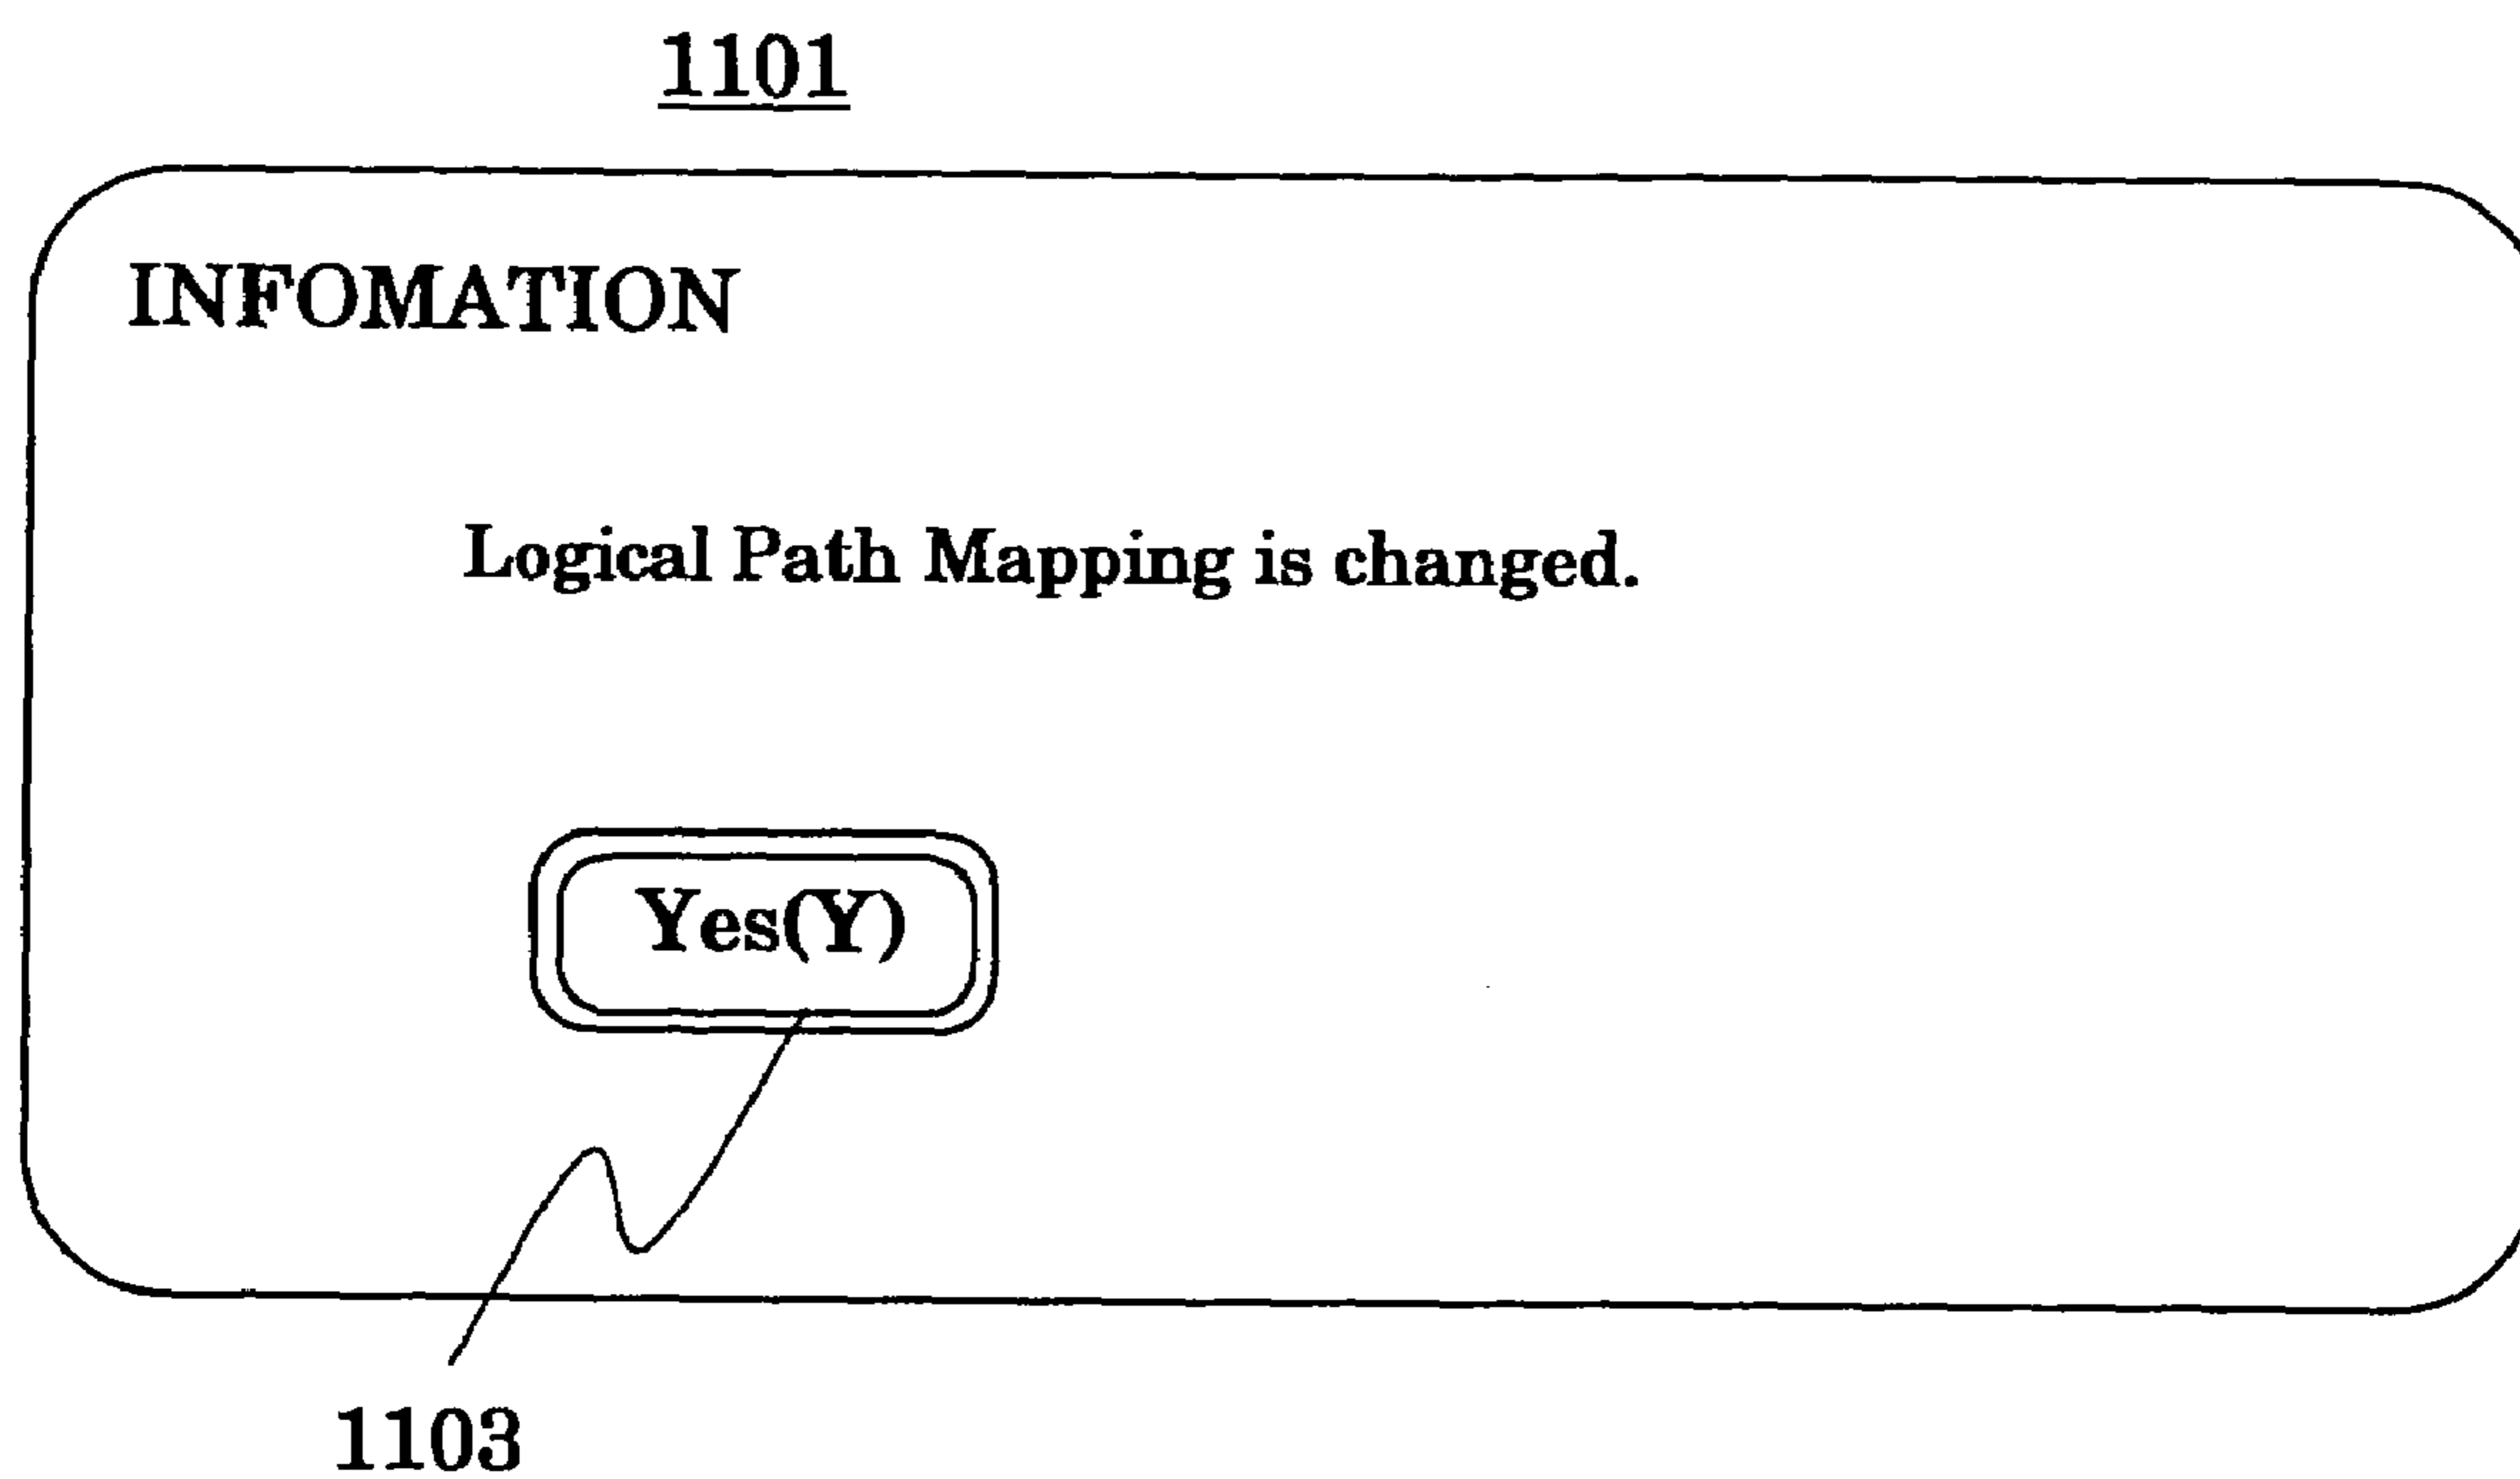 1101
INFOMATION
Logical Path Mapping is changed.
Yes(Y)
1103